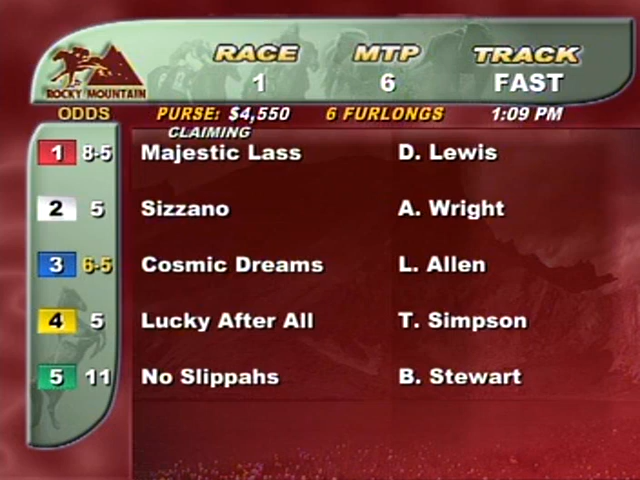 RACE MTP TRACK
ROCKY MOUNTAIN 1 6 FAST
ODDS PURSE: $4,550 6 FURLONGS 1:09 PM
CLAIMING
1 8-5 Majestic Lass D. Lewis
2 5 Sizzano A. Wright
3 6-5 Cosmic Dreams L. Allen
4 5 Lucky After All T. Simpson
5 11 No Slippahs B. Stewart